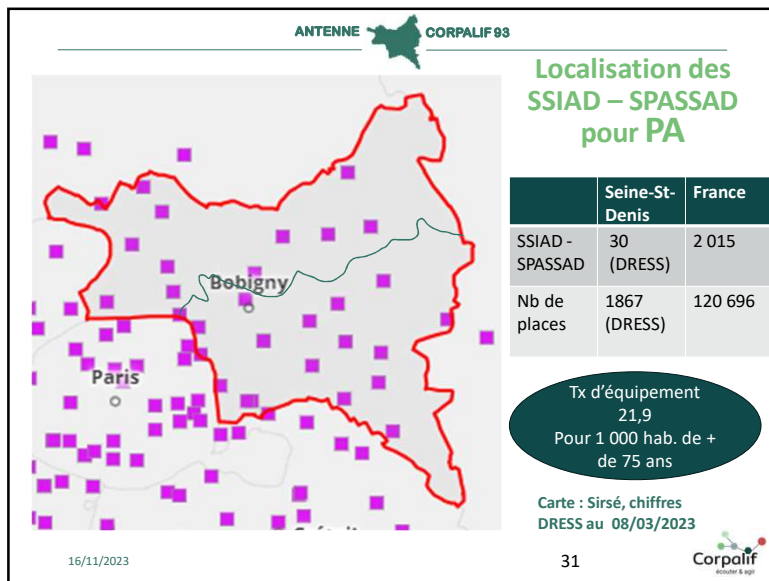 ANTENNE CORPALIF 93
Localisation des
SSIAD – SPASSAD
pour PA
Bobigny
Paris
Seine-St-
Denis
France
SSIAD -
SPASSAD
30
(DRESS)
2 015
Nb de
places
1867
(DRESS)
120 696
Tx d'équipement
21,9
Pour 1 000 hab. de +
de 75 ans
Carte : Sirsé, chiffres
DRESS au 08/03/2023
16/11/2023
31
Corpalif
écouter & agir